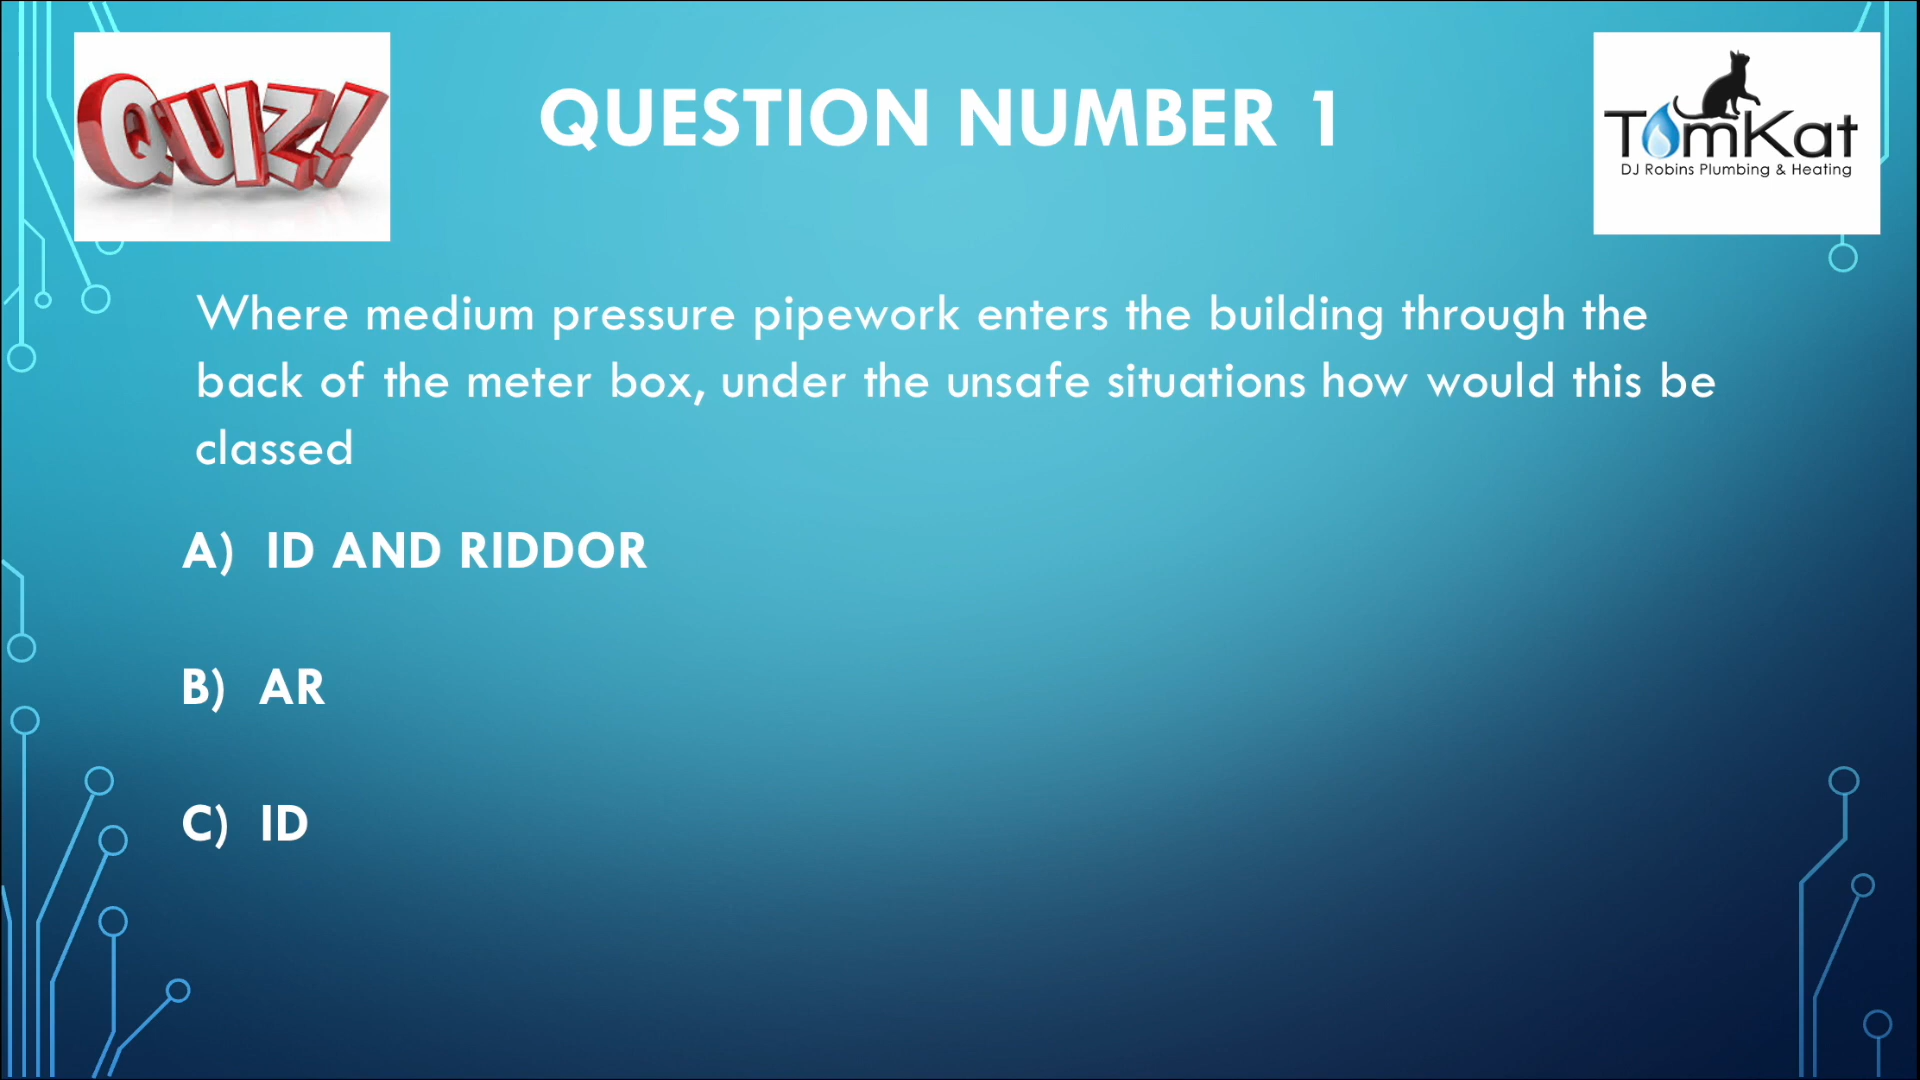 QUIZ!
QUESTION NUMBER 1
TomKat
DJ Robins Plumbing & Heating
Where medium pressure pipework enters the building through the
back of the meter box, under the unsafe situations how would this be
classed
A) ID AND RIDDOR
B) AR
C) ID